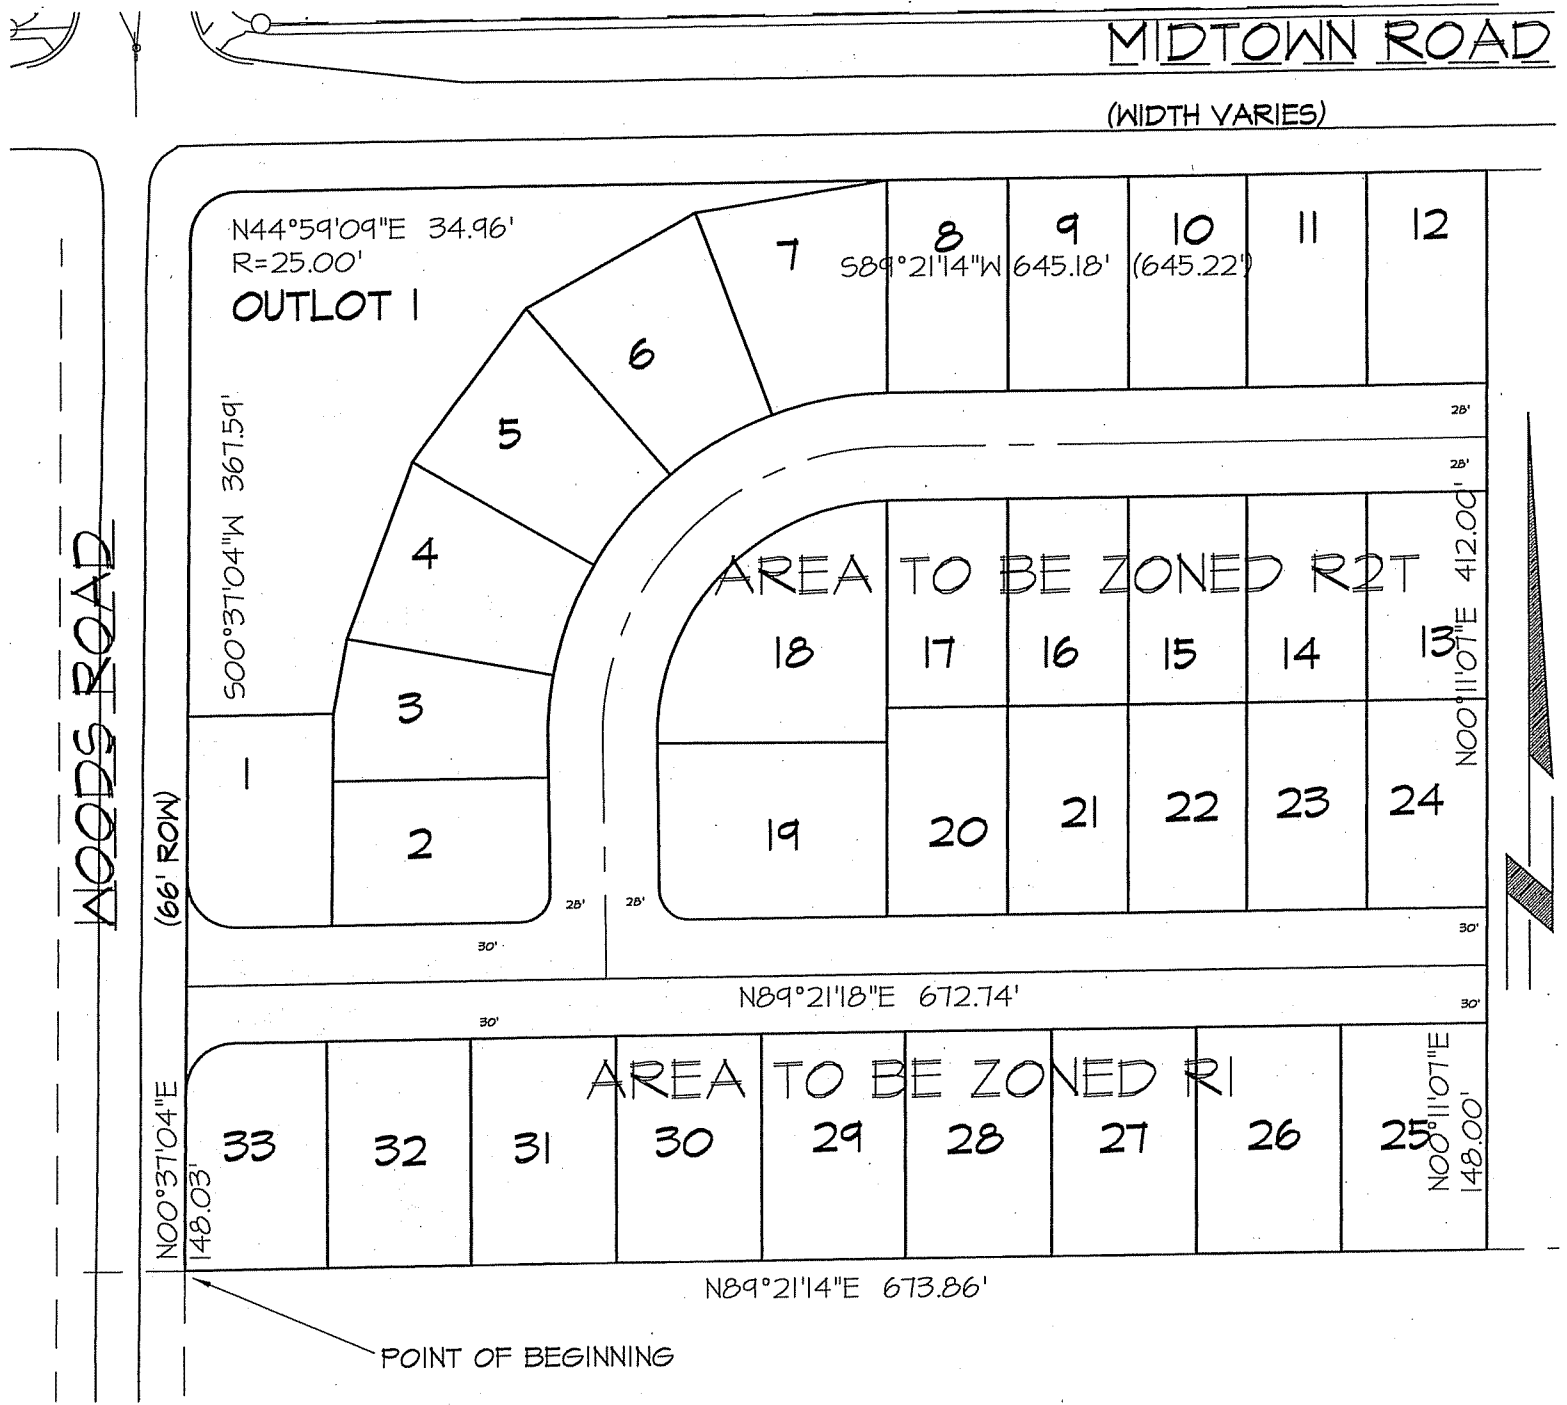 MIDTOWN ROAD
(WIDTH VARIES)
N44°59'09"E 34.96'
R=25.00'
OUTLOT 1
S89°21'14"W 645.18' (645.22')
7
8
9
10
11
12
6
5
4
3
1
2
S00°37'04"W 367.59'
28'
28'
N00°11'07"E 412.00'
AREA TO BE ZONED R2T
18
17
16
15
14
13
19
20
21
22
23
24
WOODS ROAD
(66' ROW)
28'
28'
30'
30'
N89°21'18"E 672.74'
30'
30'
AREA TO BE ZONED R1
33
32
31
30
29
28
27
26
25
N00°37'04"E
148.03'
N00°11'07"E
148.00'
N89°21'14"E 673.86'
POINT OF BEGINNING